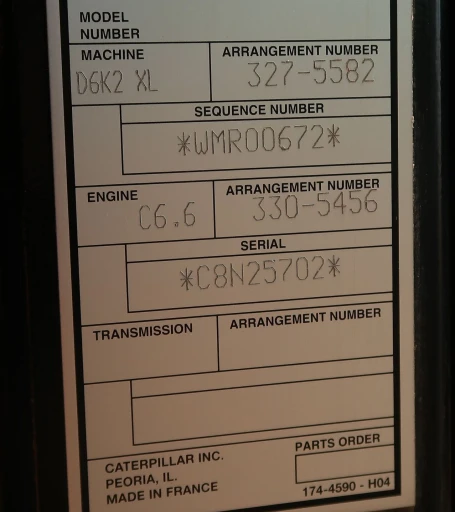 MODEL
NUMBER
MACHINE
ARRANGEMENT NUMBER
D6K2 XL
327-5582
SEQUENCE NUMBER
*WMR00672*
ENGINE
ARRANGEMENT NUMBER
C6.6
330-5456
SERIAL
*C8N25702*
TRANSMISSION
ARRANGEMENT NUMBER
CATERPILLAR INC.
PEORIA, IL.
MADE IN FRANCE
PARTS ORDER
174-4590 - H04